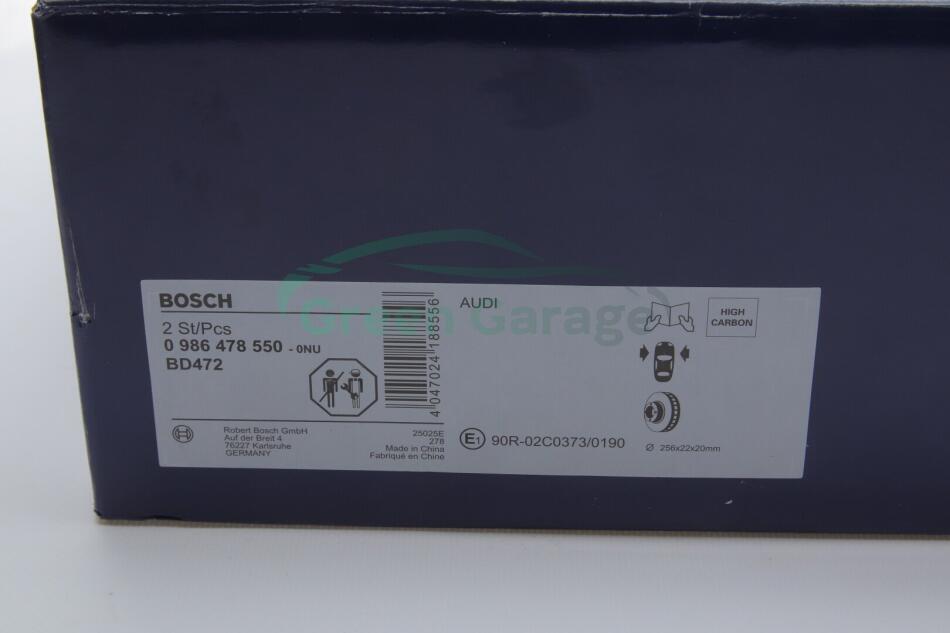 BOSCH
2 St/Pcs
0 986 478 550 - 0NU
BD472
Robert Bosch GmbH
Auf der Breit 4
76227 Karlsruhe
GERMANY
25025E
278
Made in China
Fabriqué en Chine
4 047024 188556
AUDI
Green Garage
E1 90R-02C0373/0190
HIGH
CARBON
Ø 256x22x20mm